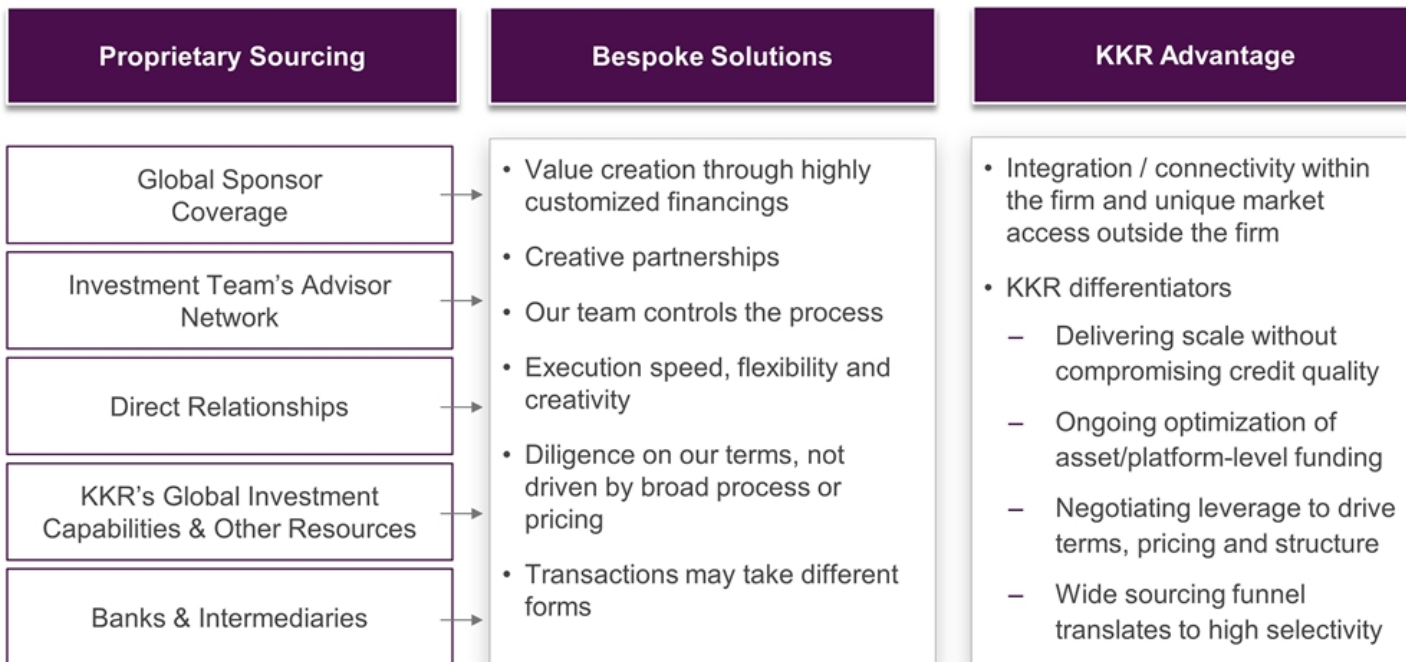 Proprietary Sourcing
Global Sponsor
Coverage
Investment Team's Advisor
Network
Direct Relationships
KKR's Global Investment
Capabilities & Other Resources
Banks & Intermediaries
Bespoke Solutions
• Value creation through highly
customized financings
• Creative partnerships
• Our team controls the process
• Execution speed, flexibility and
creativity
• Diligence on our terms, not
driven by broad process or
pricing
• Transactions may take different
forms
KKR Advantage
• Integration / connectivity within
the firm and unique market
access outside the firm
• KKR differentiators
– Delivering scale without
compromising credit quality
– Ongoing optimization of
asset/platform-level funding
– Negotiating leverage to drive
terms, pricing and structure
– Wide sourcing funnel
translates to high selectivity